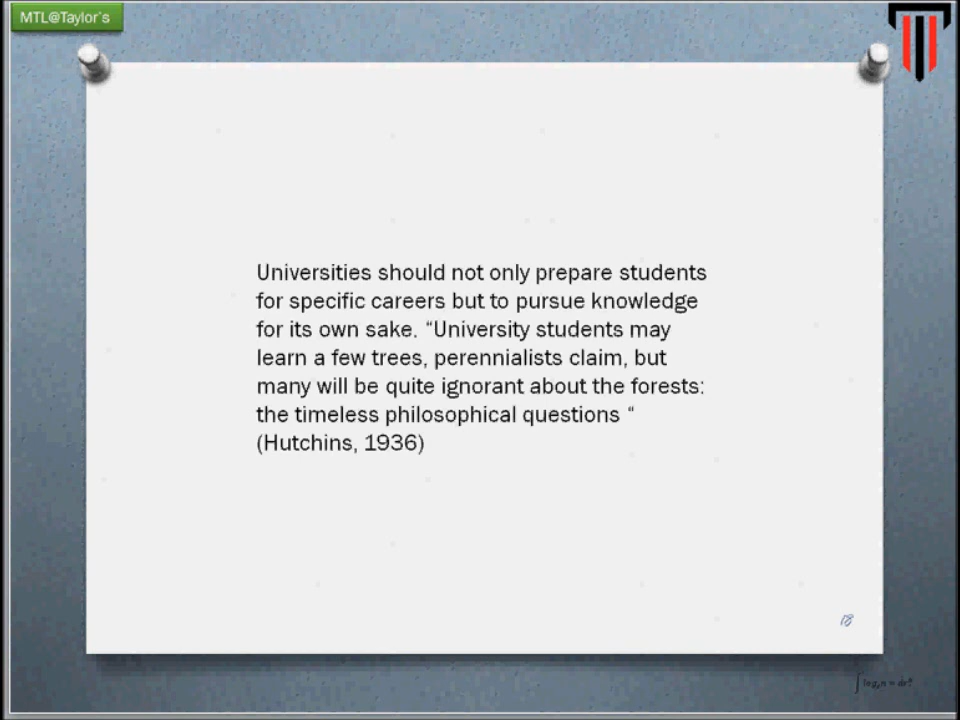 MTL@Taylor's
Universities should not only prepare students
for specific careers but to pursue knowledge
for its own sake. “University students may
learn a few trees, perennialists claim, but
many will be quite ignorant about the forests:
the timeless philosophical questions “
(Hutchins, 1936)
18